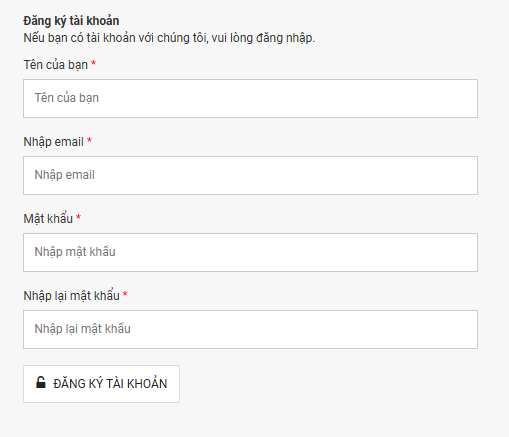 Đăng ký tài khoản
Nếu bạn có tài khoản với chúng tôi, vui lòng đăng nhập.
Tên của bạn *
Tên của bạn
Nhập email *
Nhập email
Mật khẩu *
Nhập mật khẩu
Nhập lại mật khẩu *
Nhập lại mật khẩu
ĐĂNG KÝ TÀI KHOẢN